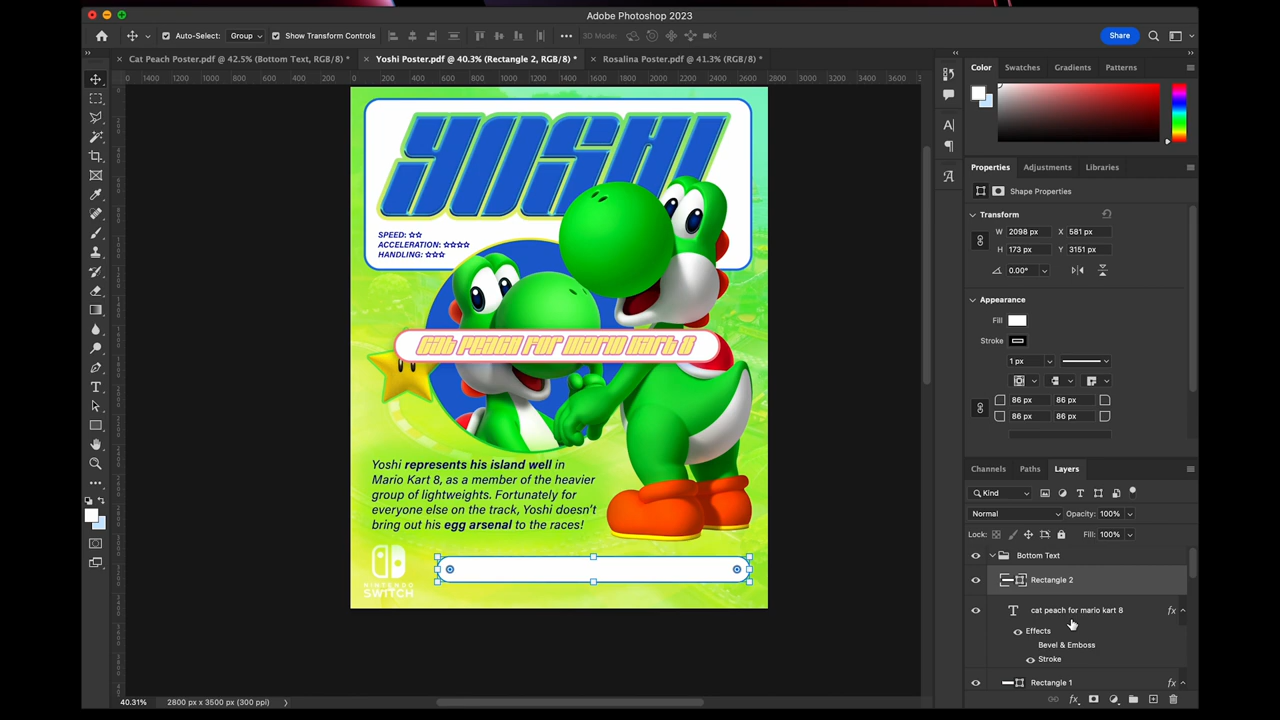 Adobe Photoshop 2023
Auto-Select: Group Show Transform Controls 3D Mode: Share
Cat Peach Poster.pdf @ 42.5% (Bottom Text, RGB/8) * Yoshi Poster.pdf @ 40.3% (Rectangle 2, RGB/8) * Rosalina Poster.pdf @ 41.3% (RGB/8) *
Color Swatches Gradients Patterns
YOSHI
SPEED: ☆☆
ACCELERATION: ☆☆☆☆
HANDLING: ☆☆☆
Cat Peach for Mario Kart 8
Yoshi represents his island well in
Mario Kart 8, as a member of the heavier
group of lightweights. Fortunately for
everyone else on the track, Yoshi doesn't
bring out his egg arsenal to the races!
NINTENDO
SWITCH
Properties Adjustments Libraries
Shape Properties
Transform
W 2098 px X 581 px
H 173 px Y 3151 px
0.00°
Appearance
Fill
Stroke
1 px
86 px 86 px
86 px 86 px
Channels Paths Layers
Kind
Normal Opacity: 100%
Lock: Fill: 100%
Bottom Text
Rectangle 2
cat peach for mario kart 8 fx
Effects
Bevel & Emboss
Stroke
Rectangle 1 fx
40.31% 2800 px x 3500 px (300 ppi)